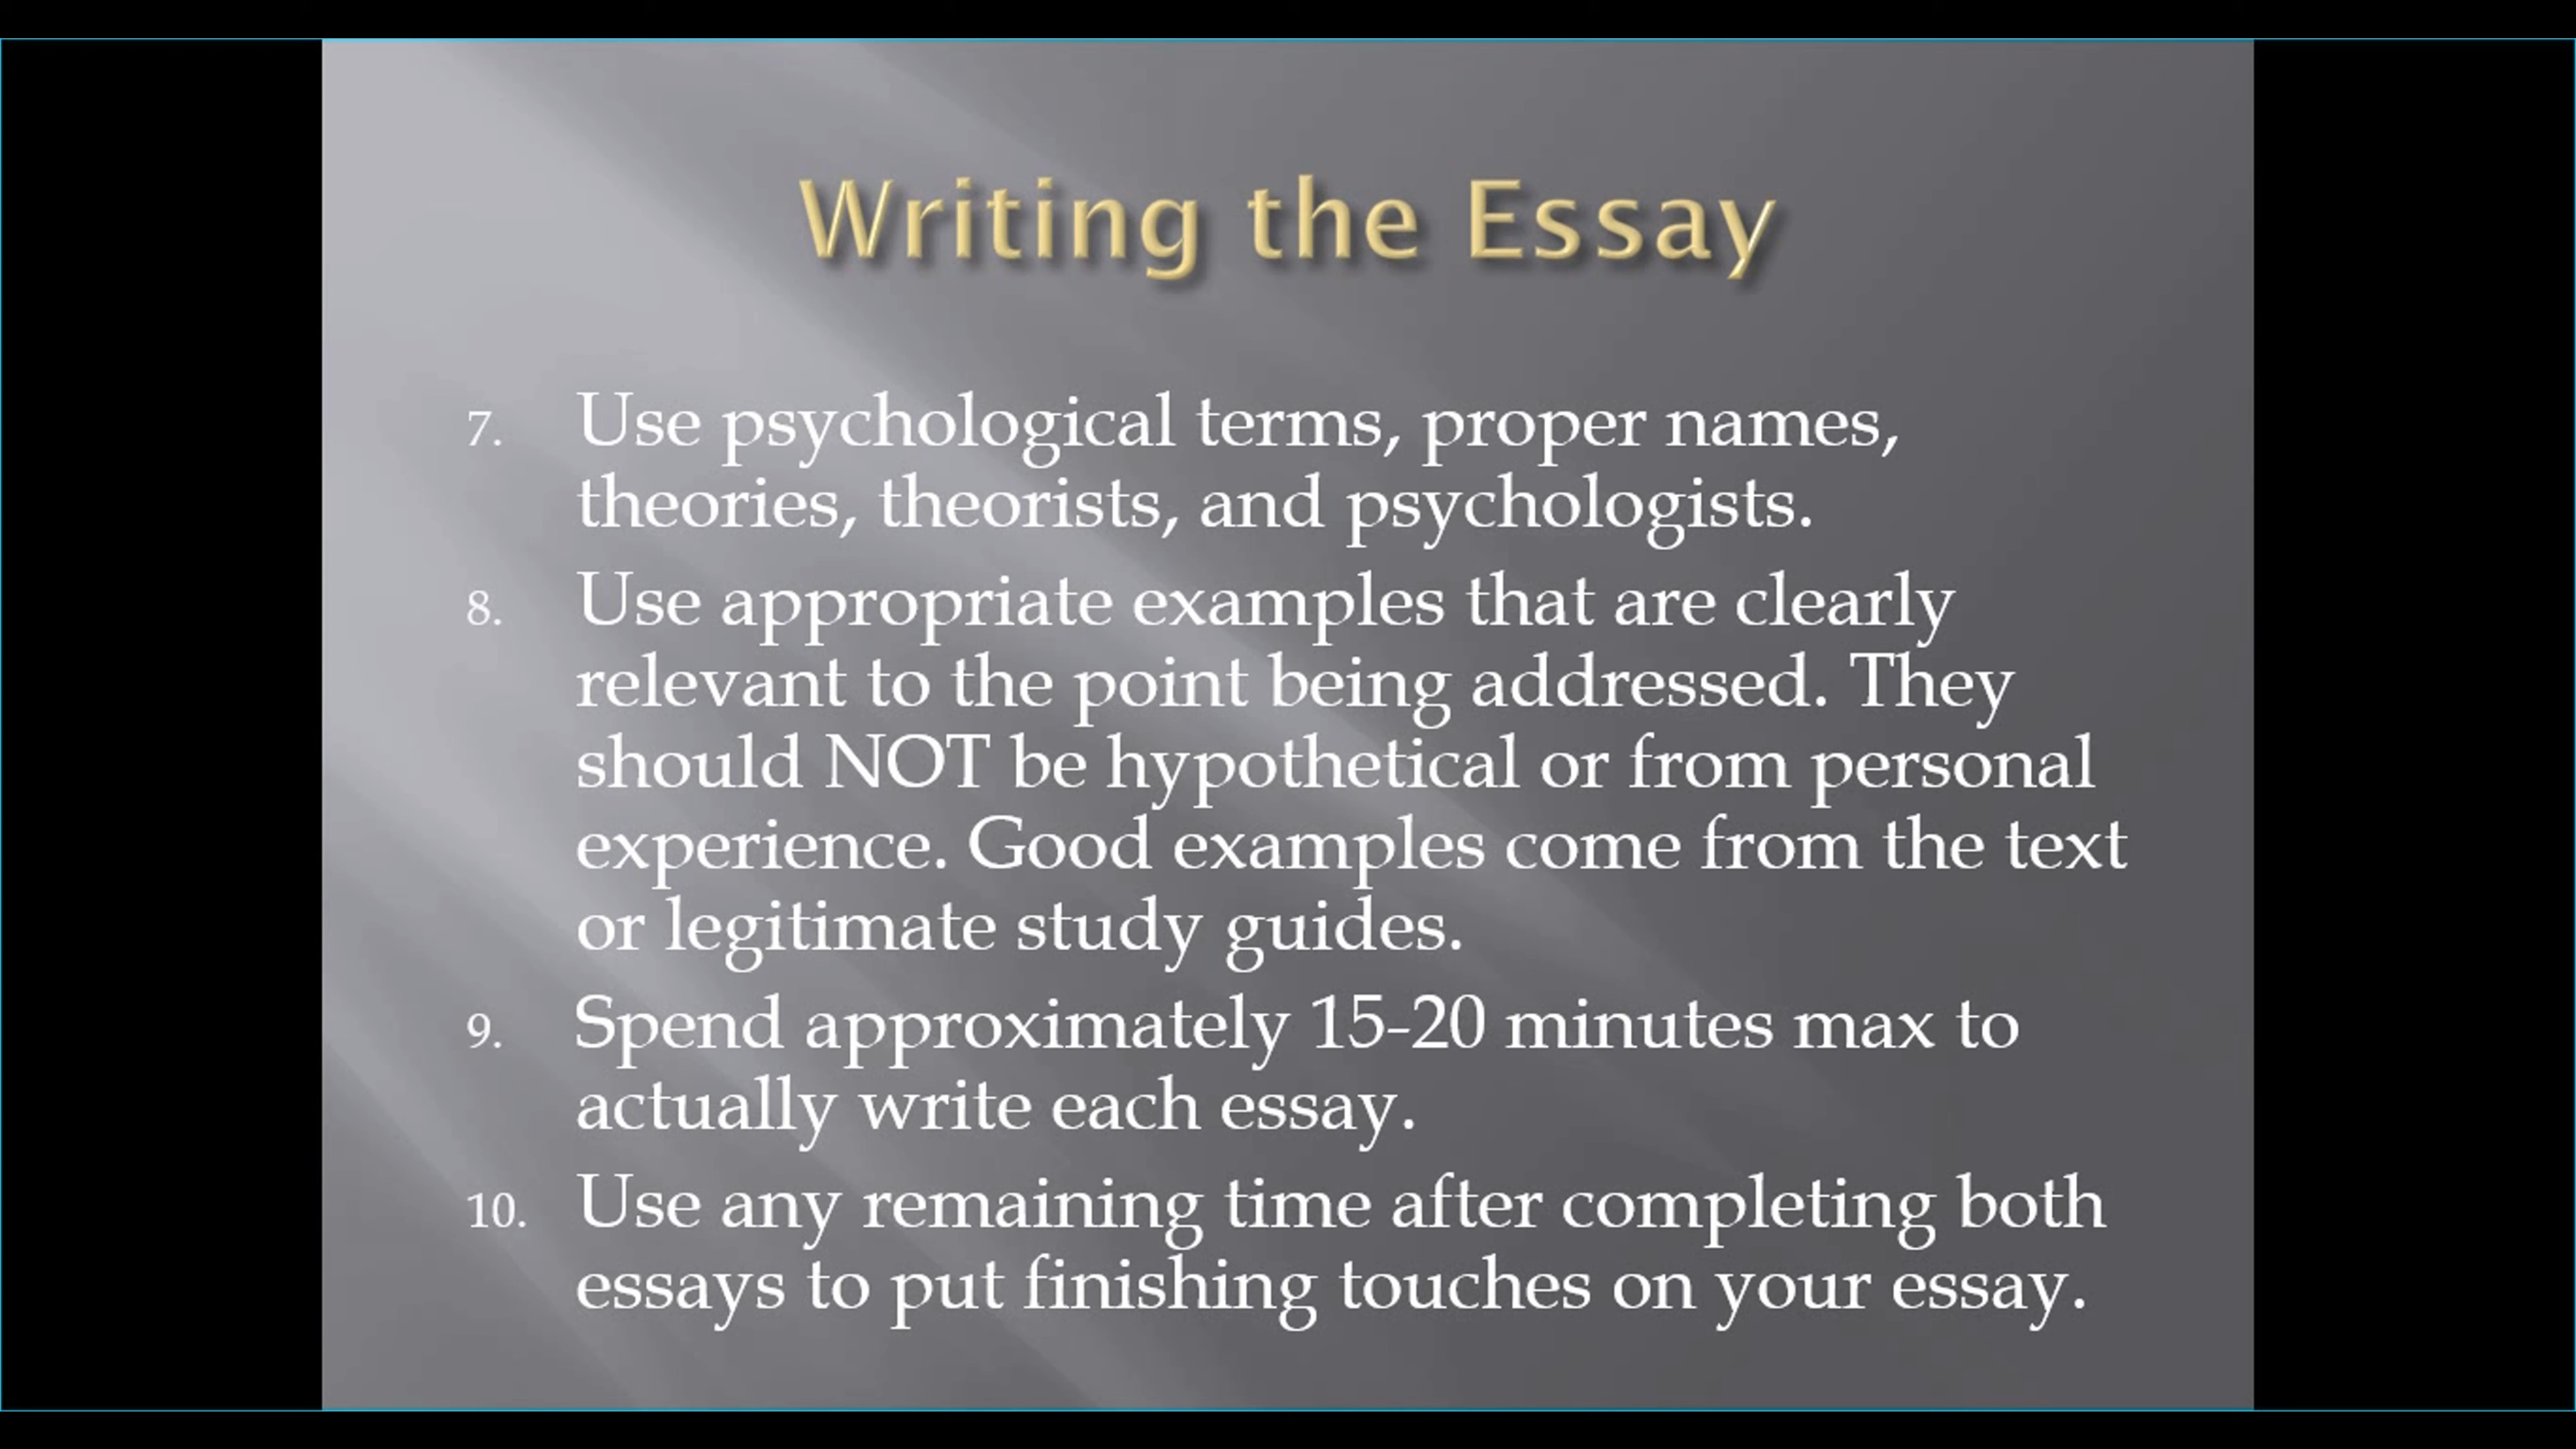 Writing the Essay
7. Use psychological terms, proper names,
theories, theorists, and psychologists.
8. Use appropriate examples that are clearly
relevant to the point being addressed. They
should NOT be hypothetical or from personal
experience. Good examples come from the text
or legitimate study guides.
9. Spend approximately 15-20 minutes max to
actually write each essay.
10. Use any remaining time after completing both
essays to put finishing touches on your essay.